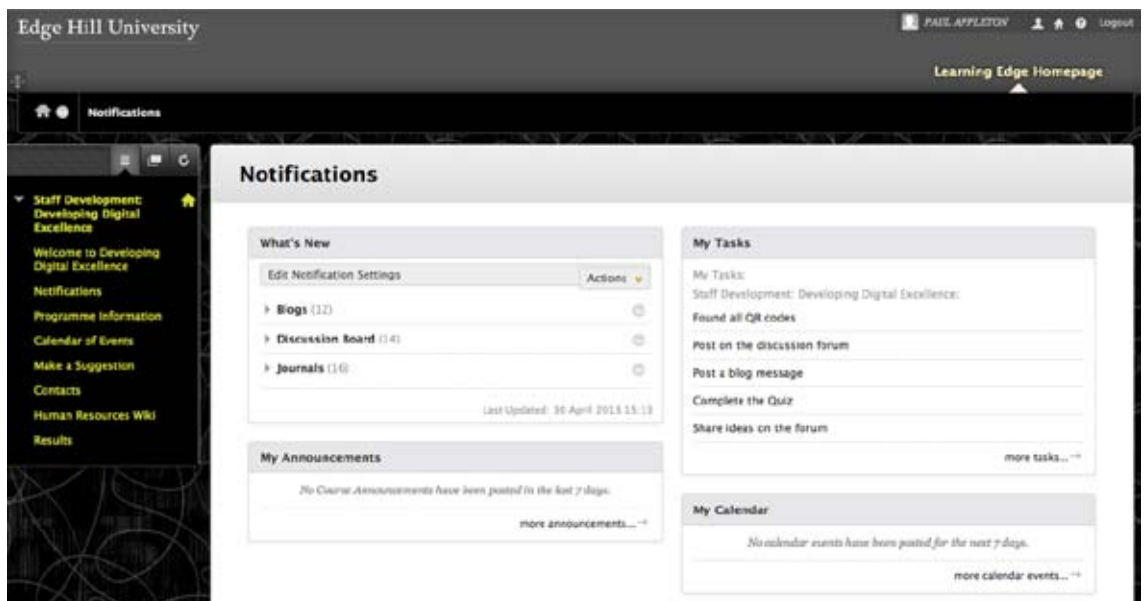 Edge Hill University
PAUL APPLETON
Logout
Learning Edge Homepage
Notifications
Staff Development:
Developing Digital
Excellence
Welcome to Developing
Digital Excellence
Notifications
Programme Information
Calendar of Events
Make a Suggestion
Contacts
Human Resources Wiki
Results
Notifications
What's New
Edit Notification Settings
Actions
Blogs (12)
Discussion Board (14)
Journals (16)
Last Updated: 30 April 2013 15:13
My Announcements
No Course Announcements have been posted in the last 7 days.
more announcements...→
My Tasks
My Tasks:
Staff Development: Developing Digital Excellence:
Found all QR codes
Post on the discussion forum
Post a blog message
Complete the Quiz
Share ideas on the forum
more tasks...→
My Calendar
No calendar events have been posted for the next 7 days.
more calendar events...→